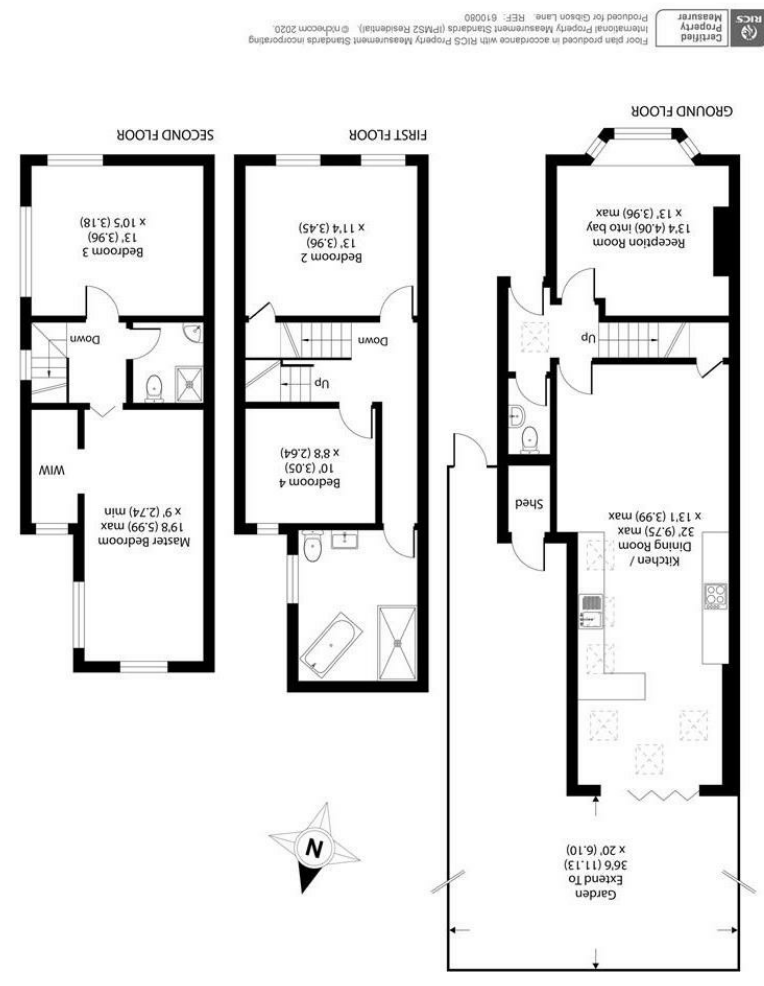 Garden
Extend To
36'6 (11.13)
x 20' (6.10)
N
Kitchen /
Dining Room
32' (9.75) max
x 13'1 (3.99) max
Shed
Up
Reception Room
13'4 (4.06) into bay
x 13' (3.96) max
GROUND FLOOR
Bedroom 4
10' (3.05)
x 8'8 (2.64)
Up
Down
Bedroom 2
13' (3.96)
x 11'4 (3.45)
FIRST FLOOR
Master Bedroom
19'8 (5.99) max
x 9' (2.74) min
WIW
Down
Bedroom 3
13' (3.96)
x 10'5 (3.18)
SECOND FLOOR
RICS
Certified
Property
Measurer
Floor plan produced in accordance with RICS Property Measurement Standards incorporating
International Property Measurement Standards (IPMS2 Residential). © nichecom 2020.
Produced for Gibson Lane. REF: 610080